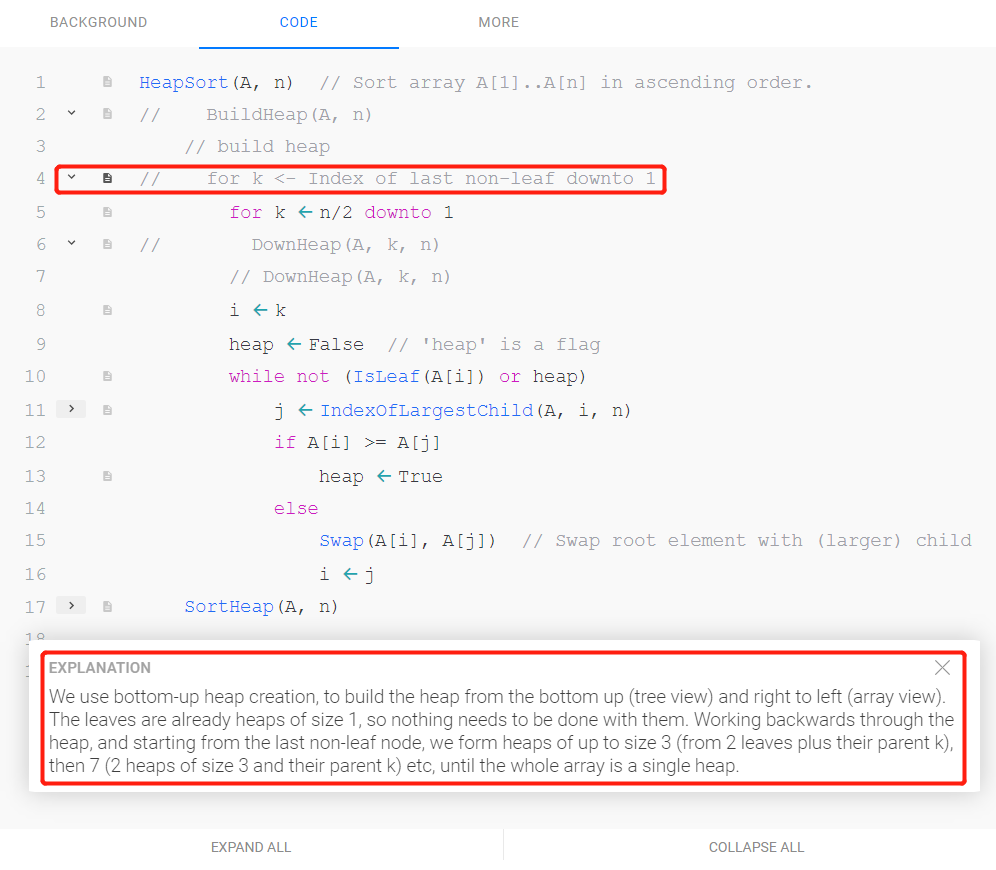 BACKGROUND CODE MORE
1 HeapSort(A, n) // Sort array A[1]..A[n] in ascending order.
2 // BuildHeap(A, n)
3 // build heap
4 // for k <- Index of last non-leaf downto 1
5 for k ← n/2 downto 1
6 // DownHeap(A, k, n)
7 // DownHeap(A, k, n)
8 i ← k
9 heap ← False // 'heap' is a flag
10 while not (IsLeaf(A[i]) or heap)
11 j ← IndexOfLargestChild(A, i, n)
12 if A[i] >= A[j]
13 heap ← True
14 else
15 Swap(A[i], A[j]) // Swap root element with (larger) child
16 i ← j
17 SortHeap(A, n)
18
EXPLANATION
We use bottom-up heap creation, to build the heap from the bottom up (tree view) and right to left (array view).
The leaves are already heaps of size 1, so nothing needs to be done with them. Working backwards through the
heap, and starting from the last non-leaf node, we form heaps of up to size 3 (from 2 leaves plus their parent k),
then 7 (2 heaps of size 3 and their parent k) etc, until the whole array is a single heap.
EXPAND ALL COLLAPSE ALL